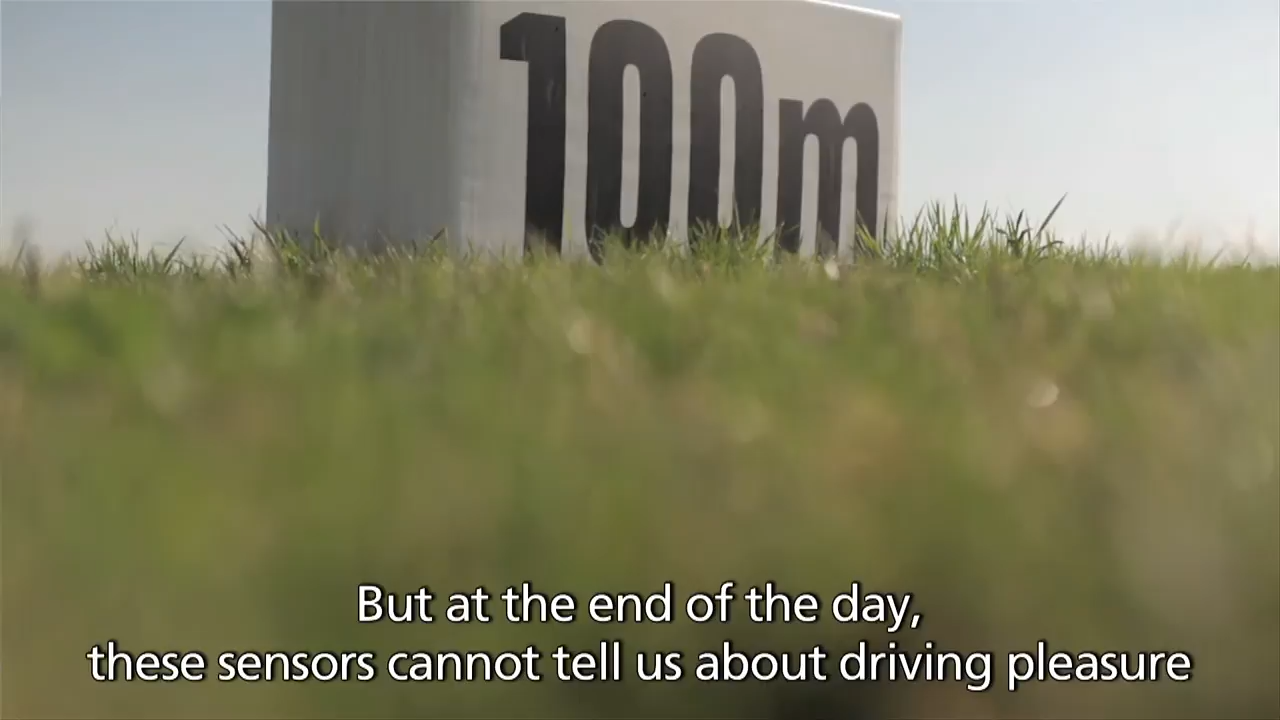 100m
But at the end of the day,
these sensors cannot tell us about driving pleasure